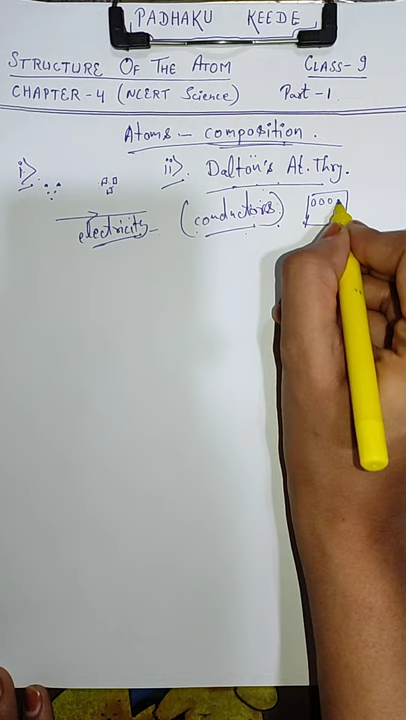 PADHAKU KEEDE
STRUCTURE OF THE ATOM CLASS-9
CHAPTER-4 (NCERT Science) Part-1.
Atoms - composition.
i> ii> Dalton's At. Thry.
electricity (conductors)